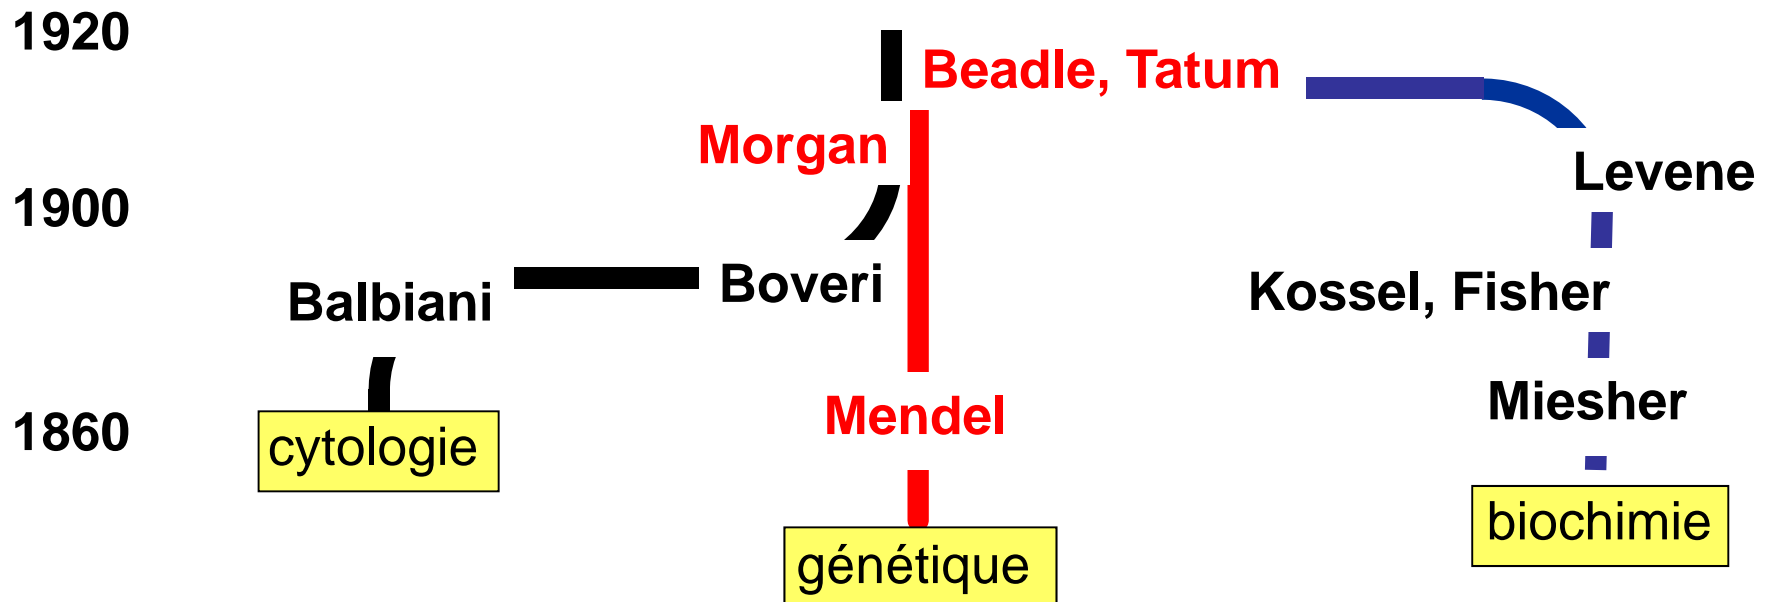 1920
Beadle, Tatum
Morgan
Levene
1900
Boveri
Kossel, Fisher
Balbiani
Miesher
Mendel
1860
cytologie
biochimie
génétique